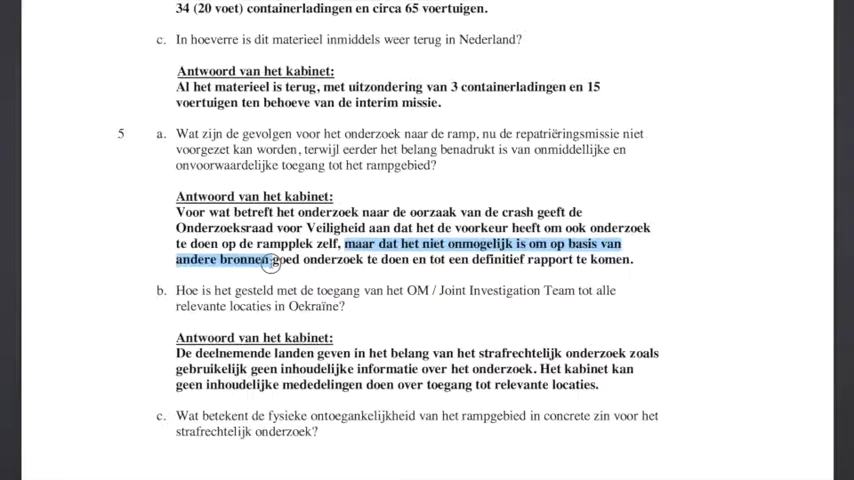 34 (20 voet) containerladingen en circa 65 voertuigen.
c. In hoeverre is dit materieel inmiddels weer terug in Nederland?
Antwoord van het kabinet:
Al het materieel is terug, met uitzondering van 3 containerladingen en 15
voertuigen ten behoeve van de interim missie.
5 a. Wat zijn de gevolgen voor het onderzoek naar de ramp, nu de repatriëringsmissie niet
voorgezet kan worden, terwijl eerder het belang benadrukt is van onmiddellijke en
onvoorwaardelijke toegang tot het rampgebied?
Antwoord van het kabinet:
Voor wat betreft het onderzoek naar de oorzaak van de crash geeft de
Onderzoeksraad voor Veiligheid aan dat het de voorkeur heeft om ook onderzoek
te doen op de rampplek zelf, maar dat het niet onmogelijk is om op basis van
andere bronnen goed onderzoek te doen en tot een definitief rapport te komen.
b. Hoe is het gesteld met de toegang van het OM / Joint Investigation Team tot alle
relevante locaties in Oekraïne?
Antwoord van het kabinet:
De deelnemende landen geven in het belang van het strafrechtelijk onderzoek zoals
gebruikelijk geen inhoudelijke informatie over het onderzoek. Het kabinet kan
geen inhoudelijke mededelingen doen over toegang tot relevante locaties.
c. Wat betekent de fysieke ontoegankelijkheid van het rampgebied in concrete zin voor het
strafrechtelijk onderzoek?